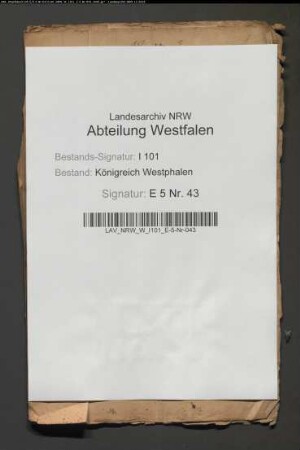 Landesarchiv NRW
Abteilung Westfalen
Bestands-Signatur: I 101
Bestand: Königreich Westphalen
Signatur: E 5 Nr. 43
LAV_NRW_W_I101_E-5-Nr-043